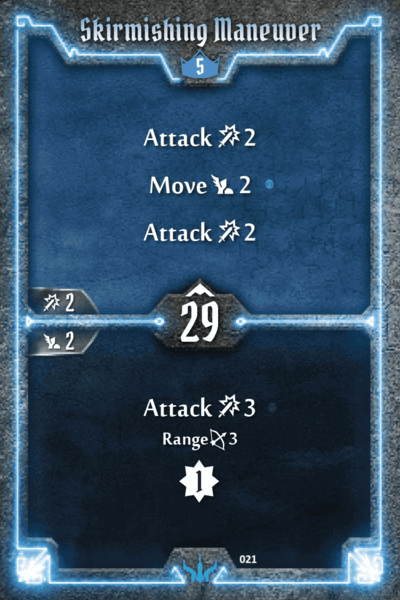 Skirmishing Maneuver
5
Attack 2
Move 2
Attack 2
2
29
2
Attack 3
Range 3
1
021